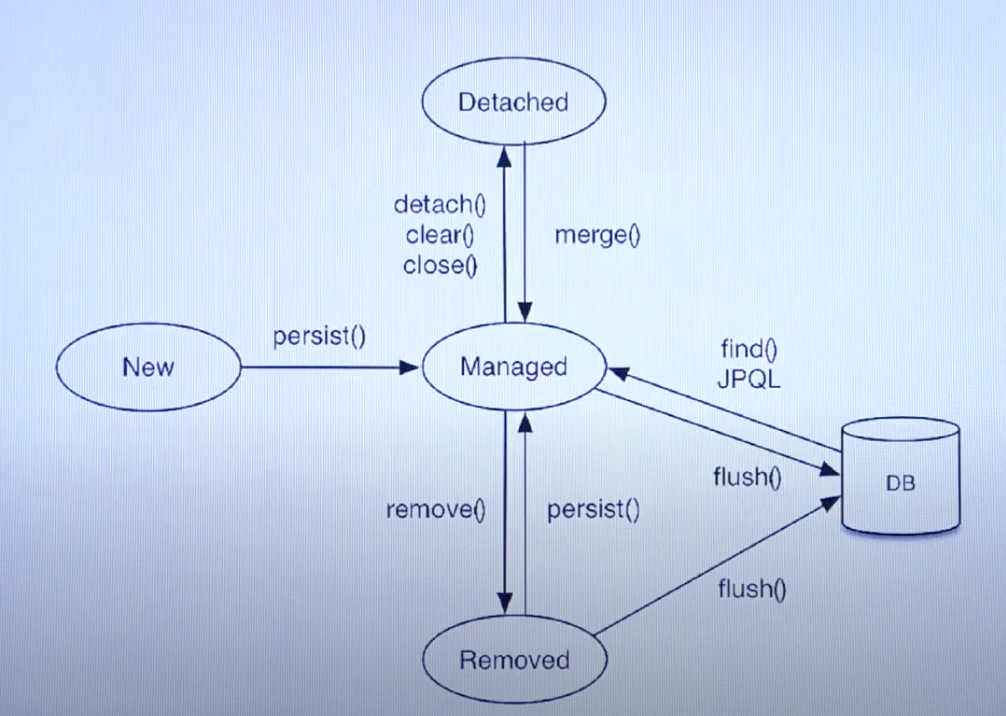 Detached
detach()
clear()
close()
merge()
New
persist()
Managed
find()
JPQL
flush()
DB
remove()
persist()
flush()
Removed